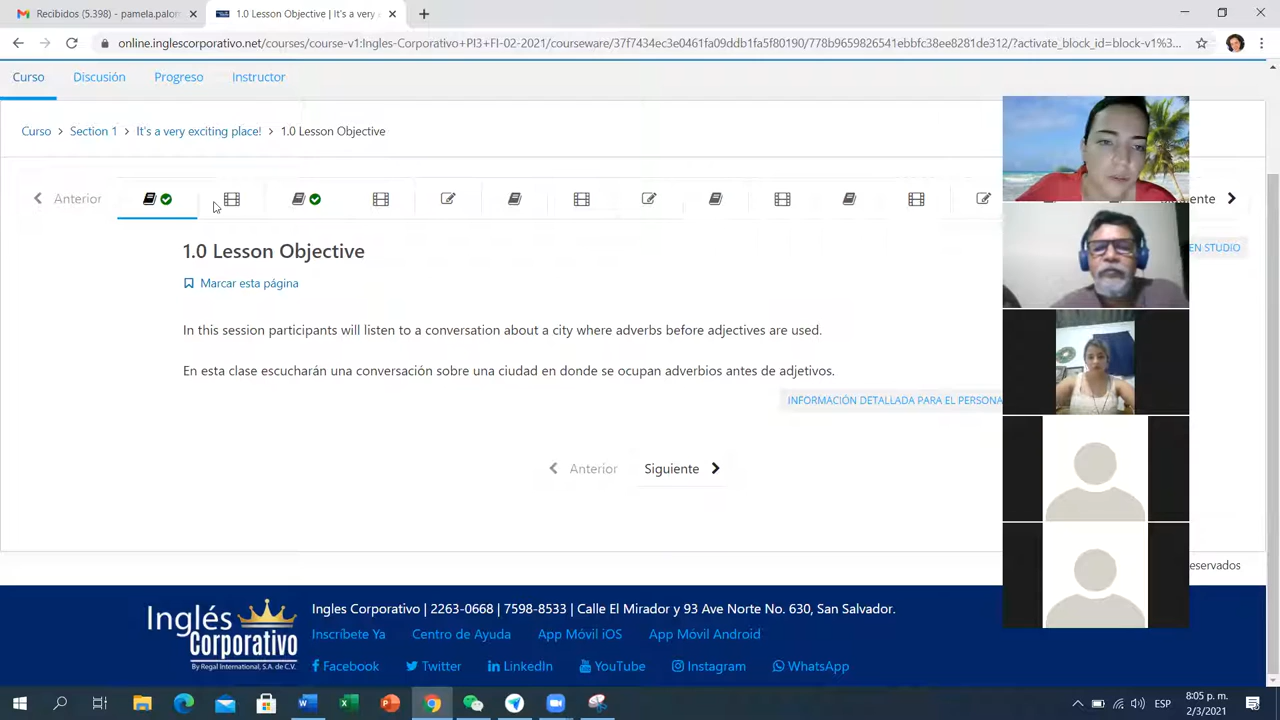 Recibidos (5.398) - pamela.palom
1.0 Lesson Objective | It's a very e
online.inglescorporativo.net/courses/course-v1:Ingles-Corporativo+PI3+FI-02-2021/courseware/37f7434ec3e0461fa09ddb1fa5f80190/778b9659826541ebbfc38ee8281de312/?activate_block_id=block-v1%3...
Curso
Discusión
Progreso
Instructor
Curso > Section 1 > It's a very exciting place! > 1.0 Lesson Objective
Anterior
uiente
1.0 Lesson Objective
EN STUDIO
Marcar esta página
In this session participants will listen to a conversation about a city where adverbs before adjectives are used.
En esta clase escucharán una conversación sobre una ciudad en donde se ocupan adverbios antes de adjetivos.
INFORMACIÓN DETALLADA PARA EL PERSONA
Anterior
Siguiente
eservados
Inglés Corporativo
By Regal International, S.A. de C.V.
Ingles Corporativo | 2263-0668 | 7598-8533 | Calle El Mirador y 93 Ave Norte No. 630, San Salvador.
Inscríbete Ya
Centro de Ayuda
App Móvil iOS
App Móvil Android
Facebook
Twitter
LinkedIn
YouTube
Instagram
WhatsApp
ESP
8:05 p. m.
2/3/2021